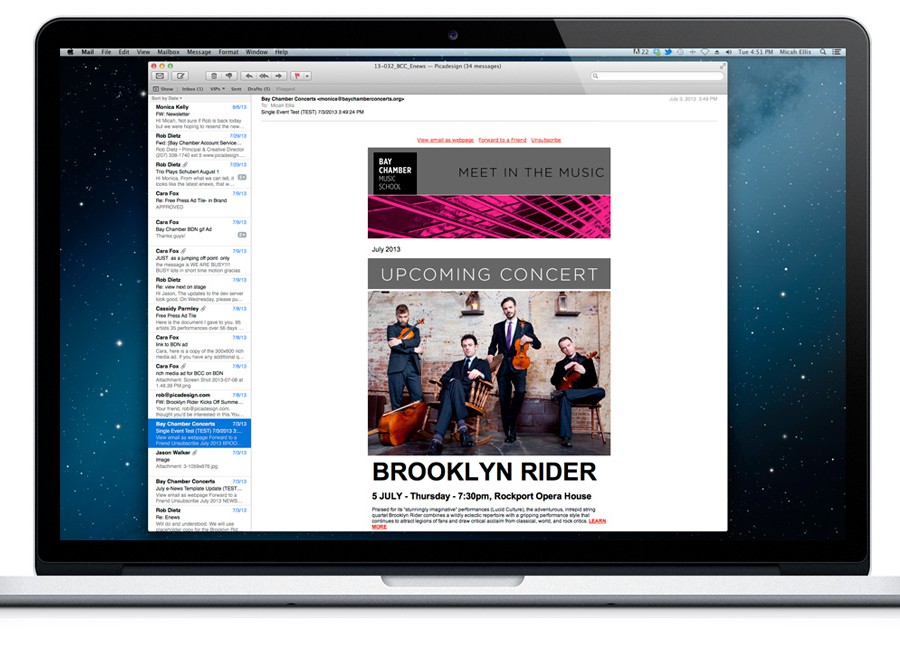 Mail File Edit View Mailbox Message Format Window Help
22
Tue 4:51 PM Micah Ellis
13-032_BCC_Enews — Picadesign (34 messages)
Show Inbox (1) VIPs Sent Drafts (5) Flagged
Sort by Date
Monica Kelly 8/6/13
FW: Newsletter
Hi Micah, Not sure if Rob is back today
but we were hoping to resend the new...
Rob Dietz 7/29/13
Fwd: [Bay Chamber Account Service...
Rob Dietz - Principal & Creative Director
(207) 338-1740 ext 5 www.picadesign...
Rob Dietz 7/29/13
Trio Plays Schubert August 1
Hi Monica, From what we can tell, it
looks like the latest enews, that w...
Cara Fox 7/9/13
Re: Free Press Ad Tile- in Brand
APPROVED
Cara Fox 7/9/13
Bay Chamber BDN gif Ad
Thanks guys!
Cara Fox 7/9/13
JUST as a jumping off point only
the message is WE ARE BUSY!!!!
BUSY lots in short time motion gracias
Rob Dietz 7/9/13
Re: view next on stage
Hi Jason, The updates to the dev server
look good. On Wednesday, please pu...
Cassidy Parmley 7/9/13
Free Press Ad Tile
Here is the document I gave to you. 95
artists 35 performances over 56 days ...
Cara Fox 7/8/13
link to BDN ad
Cara, here is a copy of the 300x600 rich
media ad. If you have any additional q...
Cara Fox 7/8/13
rich media ad for BCC on BDN
Attachment: Screen Shot 2013-07-08 at
1.48.39 PM.png
rob@picadesign.com 7/8/13
FW: Brooklyn Rider Kicks Off Summe...
Your friend, rob@picadesign.com,
thought you'd be interested in this.You...
Bay Chamber Concerts 7/3/13
Single Event Test (TEST) 7/3/2013 3:...
View email as webpage Forward to a
Friend Unsubscribe July 2013 BROO...
Jason Walker 7/3/13
image
Attachment: 3-10694878.jpg
Bay Chamber Concerts 7/3/13
July e-News Template Update (TEST...
View email as webpage Forward to a
Friend Unsubscribe July 2013 NEWS...
Rob Dietz 7/3/13
Re: Enews
Will do and understood. We will use
placeholder copy for the Brooklyn Rid
Bay Chamber Concerts <monica@baychamberconcerts.org> July 3, 2013 3:49 PM
To: Micah Ellis
Single Event Test (TEST) 7/3/2013 3:49:24 PM
View email as webpage Forward to a Friend Unsubscribe
BAY
CHAMBER
MUSIC
SCHOOL
MEET IN THE MUSIC
July 2013
UPCOMING CONCERT
BROOKLYN RIDER
5 JULY - Thursday - 7:30pm, Rockport Opera House
Praised for its "stunningly imaginative" performances (Lucid Culture), the adventurous, intrepid string
quartet Brooklyn Rider combines a wildly eclectic repertoire with a gripping performance style that
continues to attract legions of fans and draw critical acclaim from classical, world, and rock critics. LEARN
MORE